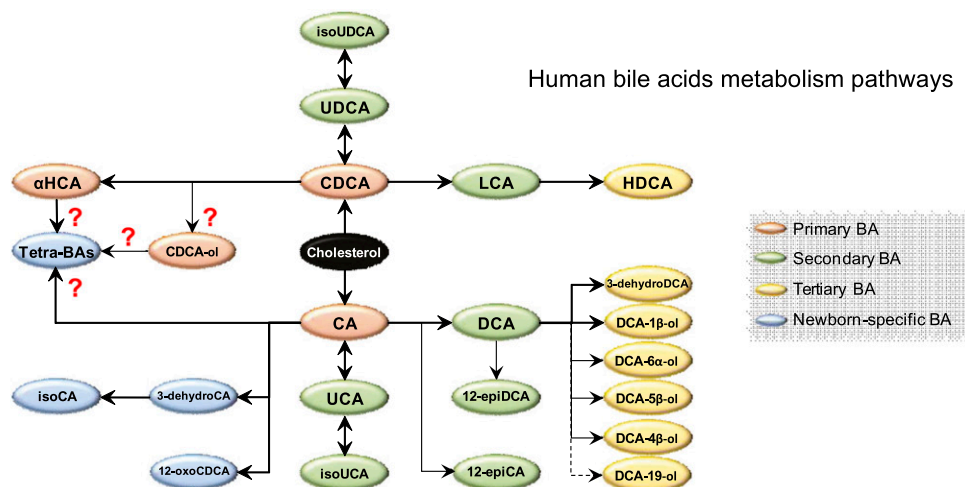 isoUDCA
Human bile acids metabolism pathways
UDCA
αHCA
CDCA
LCA
HDCA
?
?
?
Tetra-BAs
CDCA-ol
Cholesterol
?
3-dehydroDCA
CA
DCA
DCA-1β-ol
DCA-6α-ol
isoCA
3-dehydroCA
UCA
12-epiDCA
DCA-5β-ol
DCA-4β-ol
12-oxoCDCA
isoUCA
12-epiCA
DCA-19-ol
Primary BA
Secondary BA
Tertiary BA
Newborn-specific BA